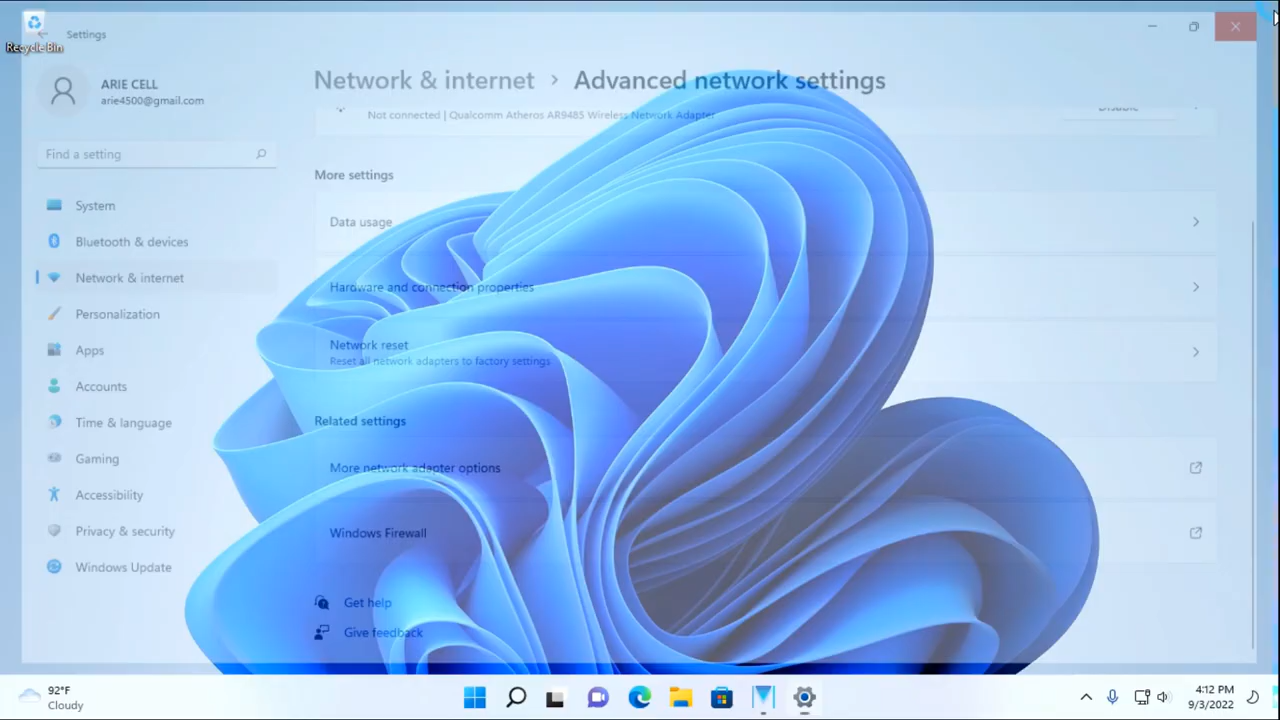 Recycle Bin
Settings
ARIE CELL
arie4500@gmail.com
Find a setting
System
Bluetooth & devices
Network & internet
Personalization
Apps
Accounts
Time & language
Gaming
Accessibility
Privacy & security
Windows Update
Network & internet > Advanced network settings
Not connected | Qualcomm Atheros AR9485 Wireless Network Adapter
Disable
More settings
Data usage
Hardware and connection properties
Network reset
Reset all network adapters to factory settings
Related settings
More network adapter options
Windows Firewall
Get help
Give feedback
92°F
Cloudy
4:12 PM
9/3/2022